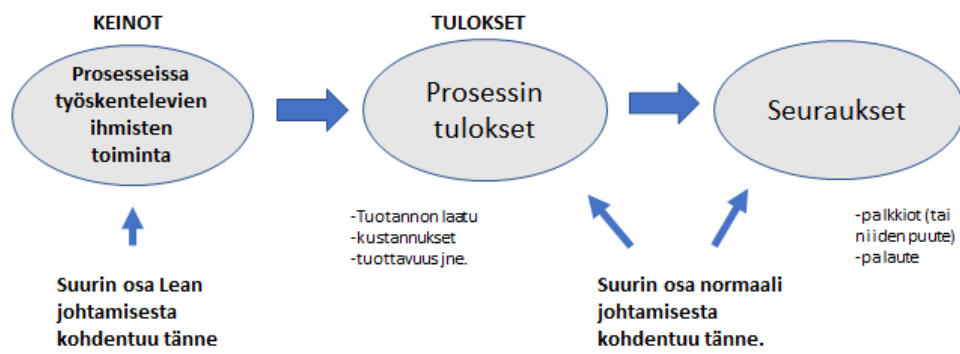 KEINOT
TULOKSET
Prosesseissa
työskentelevien
ihmisten
toiminta
Prosessin
tulokset
Seuraukset
-Tuotannon laatu
-kustannukset
-tuottavuus jne.
-palkkiot (tai
niiden puute)
-palaute
Suurin osa Lean
johtamisesta
kohdentuu tänne
Suurin osa normaali
johtamisesta
kohdentuu tänne.